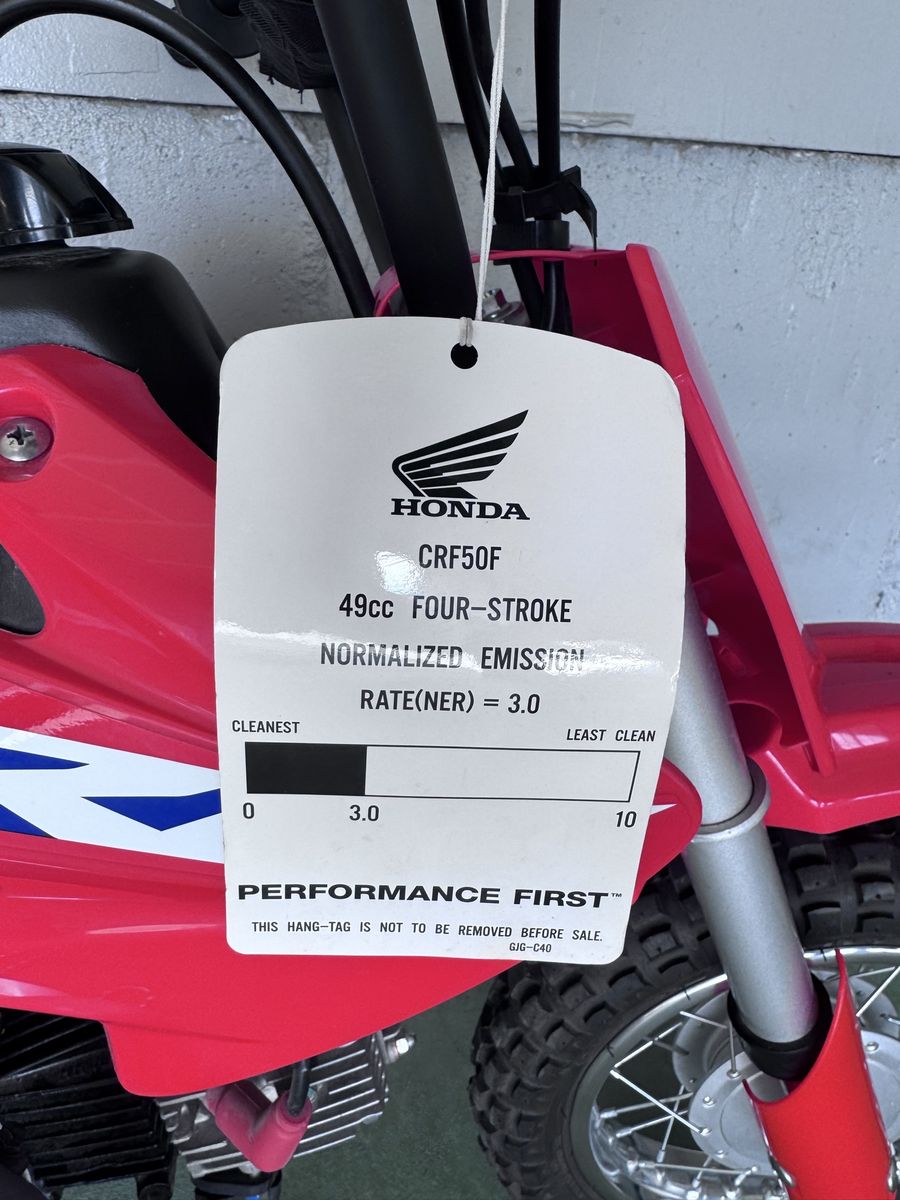 HONDA
CRF50F
49cc FOUR-STROKE
NORMALIZED EMISSION
RATE(NER) = 3.0
CLEANEST LEAST CLEAN
0 3.0 10
PERFORMANCE FIRST™
THIS HANG-TAG IS NOT TO BE REMOVED BEFORE SALE.
GJG-C40